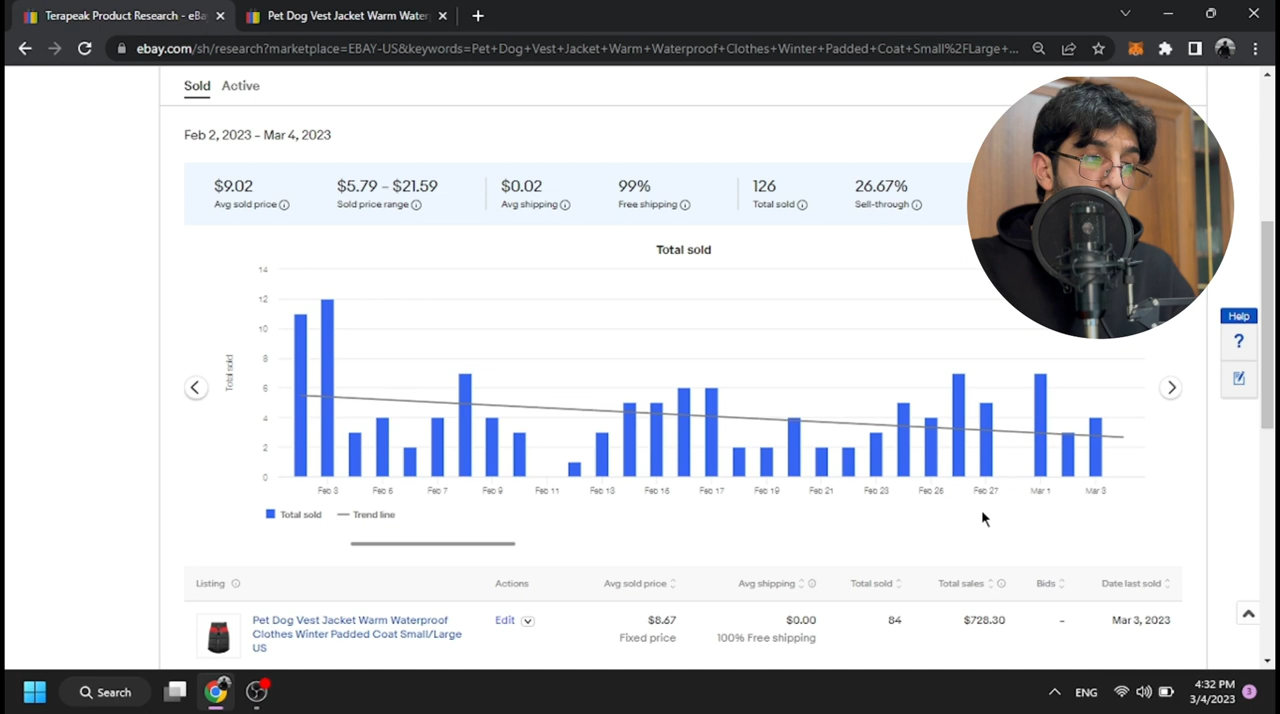 Terapeak Product Research - eBa
Pet Dog Vest Jacket Warm Water
ebay.com/sh/research?marketplace=EBAY-US&keywords=Pet+Dog+Vest+Jacket+Warm+Waterproof+Clothes+Winter+Padded+Coat+Small%2FLarge+...
Sold Active
Feb 2, 2023 – Mar 4, 2023
$9.02 $5.79 – $21.59 $0.02 99% 126 26.67%
Avg sold price Sold price range Avg shipping Free shipping Total sold Sell-through
Total sold
14
12
10
8
6
4
2
0
Total sold
Feb 3 Feb 6 Feb 7 Feb 9 Feb 11 Feb 13 Feb 15 Feb 17 Feb 19 Feb 21 Feb 23 Feb 26 Feb 27 Mar 1 Mar 3
Total sold Trend line
Help
?
Listing Actions Avg sold price Avg shipping Total sold Total sales Bids Date last sold
Pet Dog Vest Jacket Warm Waterproof
Clothes Winter Padded Coat Small/Large
US
Edit
$8.67
Fixed price
$0.00
100% Free shipping
84
$728.30
–
Mar 3, 2023
Search
ENG
4:32 PM
3/4/2023
3